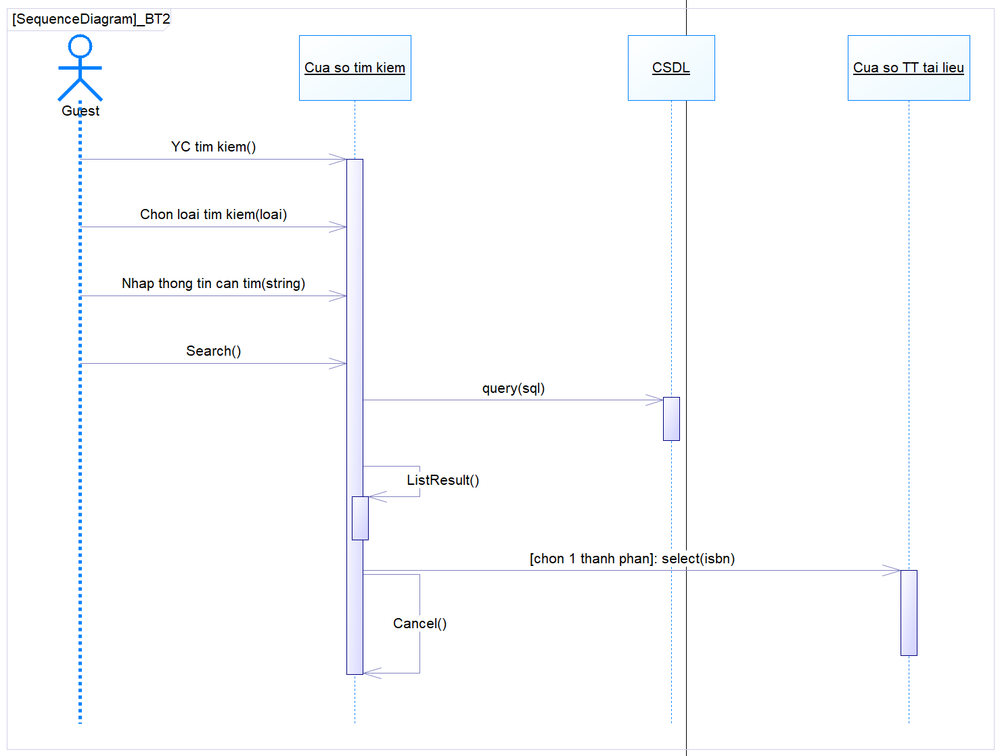 [SequenceDiagram]_BT2
Guest
Cua so tim kiem
CSDL
Cua so TT tai lieu
YC tim kiem()
Chon loai tim kiem(loai)
Nhap thong tin can tim(string)
Search()
query(sql)
ListResult()
[chon 1 thanh phan]: select(isbn)
Cancel()